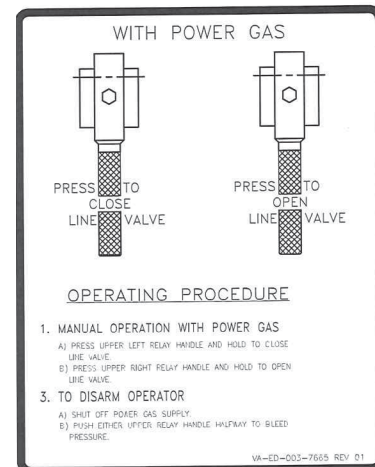 WITH POWER GAS
PRESS TO
CLOSE
LINE VALVE
PRESS TO
OPEN
LINE VALVE
OPERATING PROCEDURE
1. MANUAL OPERATION WITH POWER GAS
A) PRESS UPPER LEFT RELAY HANDLE AND HOLD TO CLOSE
LINE VALVE.
B) PRESS UPPER RIGHT RELAY HANDLE AND HOLD TO OPEN
LINE VALVE.
3. TO DISARM OPERATOR
A) SHUT OFF POWER GAS SUPPLY.
B) PUSH EITHER UPPER RELAY HANDLE HALFWAY TO BLEED
PRESSURE.
VA-ED-003-7665 REV 01